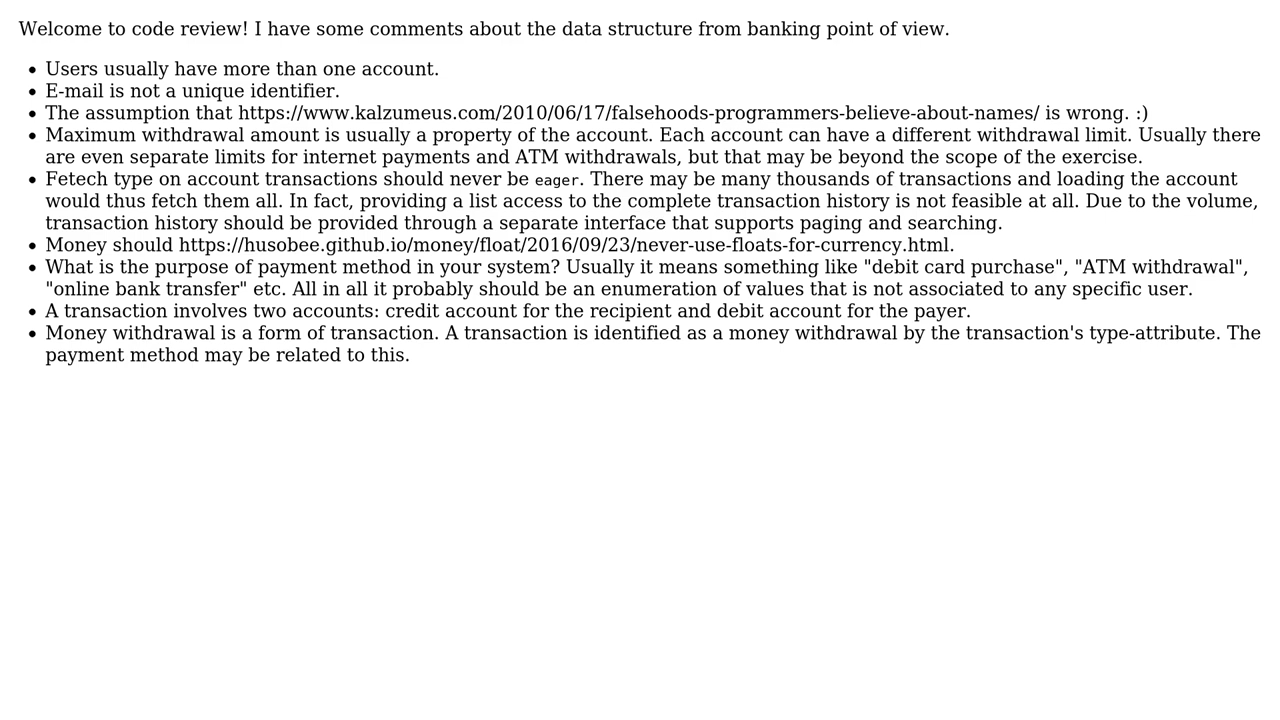 Welcome to code review! I have some comments about the data structure from banking point of view.
• Users usually have more than one account.
• E-mail is not a unique identifier.
• The assumption that https://www.kalzumeus.com/2010/06/17/falsehoods-programmers-believe-about-names/ is wrong. :)
• Maximum withdrawal amount is usually a property of the account. Each account can have a different withdrawal limit. Usually there
are even separate limits for internet payments and ATM withdrawals, but that may be beyond the scope of the exercise.
• Fetech type on account transactions should never be eager. There may be many thousands of transactions and loading the account
would thus fetch them all. In fact, providing a list access to the complete transaction history is not feasible at all. Due to the volume,
transaction history should be provided through a separate interface that supports paging and searching.
• Money should https://husobee.github.io/money/float/2016/09/23/never-use-floats-for-currency.html.
• What is the purpose of payment method in your system? Usually it means something like "debit card purchase", "ATM withdrawal",
"online bank transfer" etc. All in all it probably should be an enumeration of values that is not associated to any specific user.
• A transaction involves two accounts: credit account for the recipient and debit account for the payer.
• Money withdrawal is a form of transaction. A transaction is identified as a money withdrawal by the transaction's type-attribute. The
payment method may be related to this.